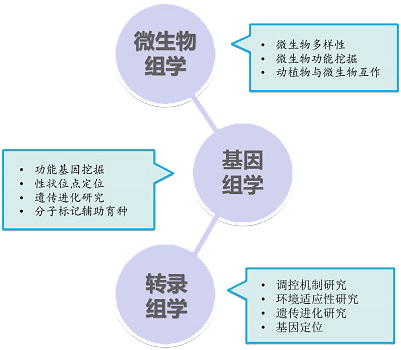 微生物
组学
• 微生物多样性
• 微生物功能挖掘
• 动植物与微生物互作
基因
组学
• 功能基因挖掘
• 性状位点定位
• 遗传进化研究
• 分子标记辅助育种
转录
组学
• 调控机制研究
• 环境适应性研究
• 遗传进化研究
• 基因定位